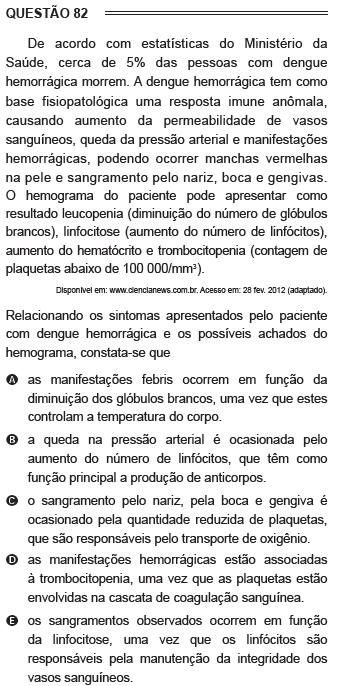 QUESTÃO 82
De acordo com estatísticas do Ministério da
Saúde, cerca de 5% das pessoas com dengue
hemorrágica morrem. A dengue hemorrágica tem como
base fisiopatológica uma resposta imune anômala,
causando aumento da permeabilidade de vasos
sanguíneos, queda da pressão arterial e manifestações
hemorrágicas, podendo ocorrer manchas vermelhas
na pele e sangramento pelo nariz, boca e gengivas.
O hemograma do paciente pode apresentar como
resultado leucopenia (diminuição do número de glóbulos
brancos), linfocitose (aumento do número de linfócitos),
aumento do hematócrito e trombocitopenia (contagem de
plaquetas abaixo de 100 000/mm³).
Disponível em: www.ciencianews.com.br. Acesso em: 28 fev. 2012 (adaptado).
Relacionando os sintomas apresentados pelo paciente
com dengue hemorrágica e os possíveis achados do
hemograma, constata-se que
A as manifestações febris ocorrem em função da
diminuição dos glóbulos brancos, uma vez que estes
controlam a temperatura do corpo.
B a queda na pressão arterial é ocasionada pelo
aumento do número de linfócitos, que têm como
função principal a produção de anticorpos.
C o sangramento pelo nariz, pela boca e gengiva é
ocasionado pela quantidade reduzida de plaquetas,
que são responsáveis pelo transporte de oxigênio.
D as manifestações hemorrágicas estão associadas
à trombocitopenia, uma vez que as plaquetas estão
envolvidas na cascata de coagulação sanguínea.
E os sangramentos observados ocorrem em função
da linfocitose, uma vez que os linfócitos são
responsáveis pela manutenção da integridade dos
vasos sanguíneos.